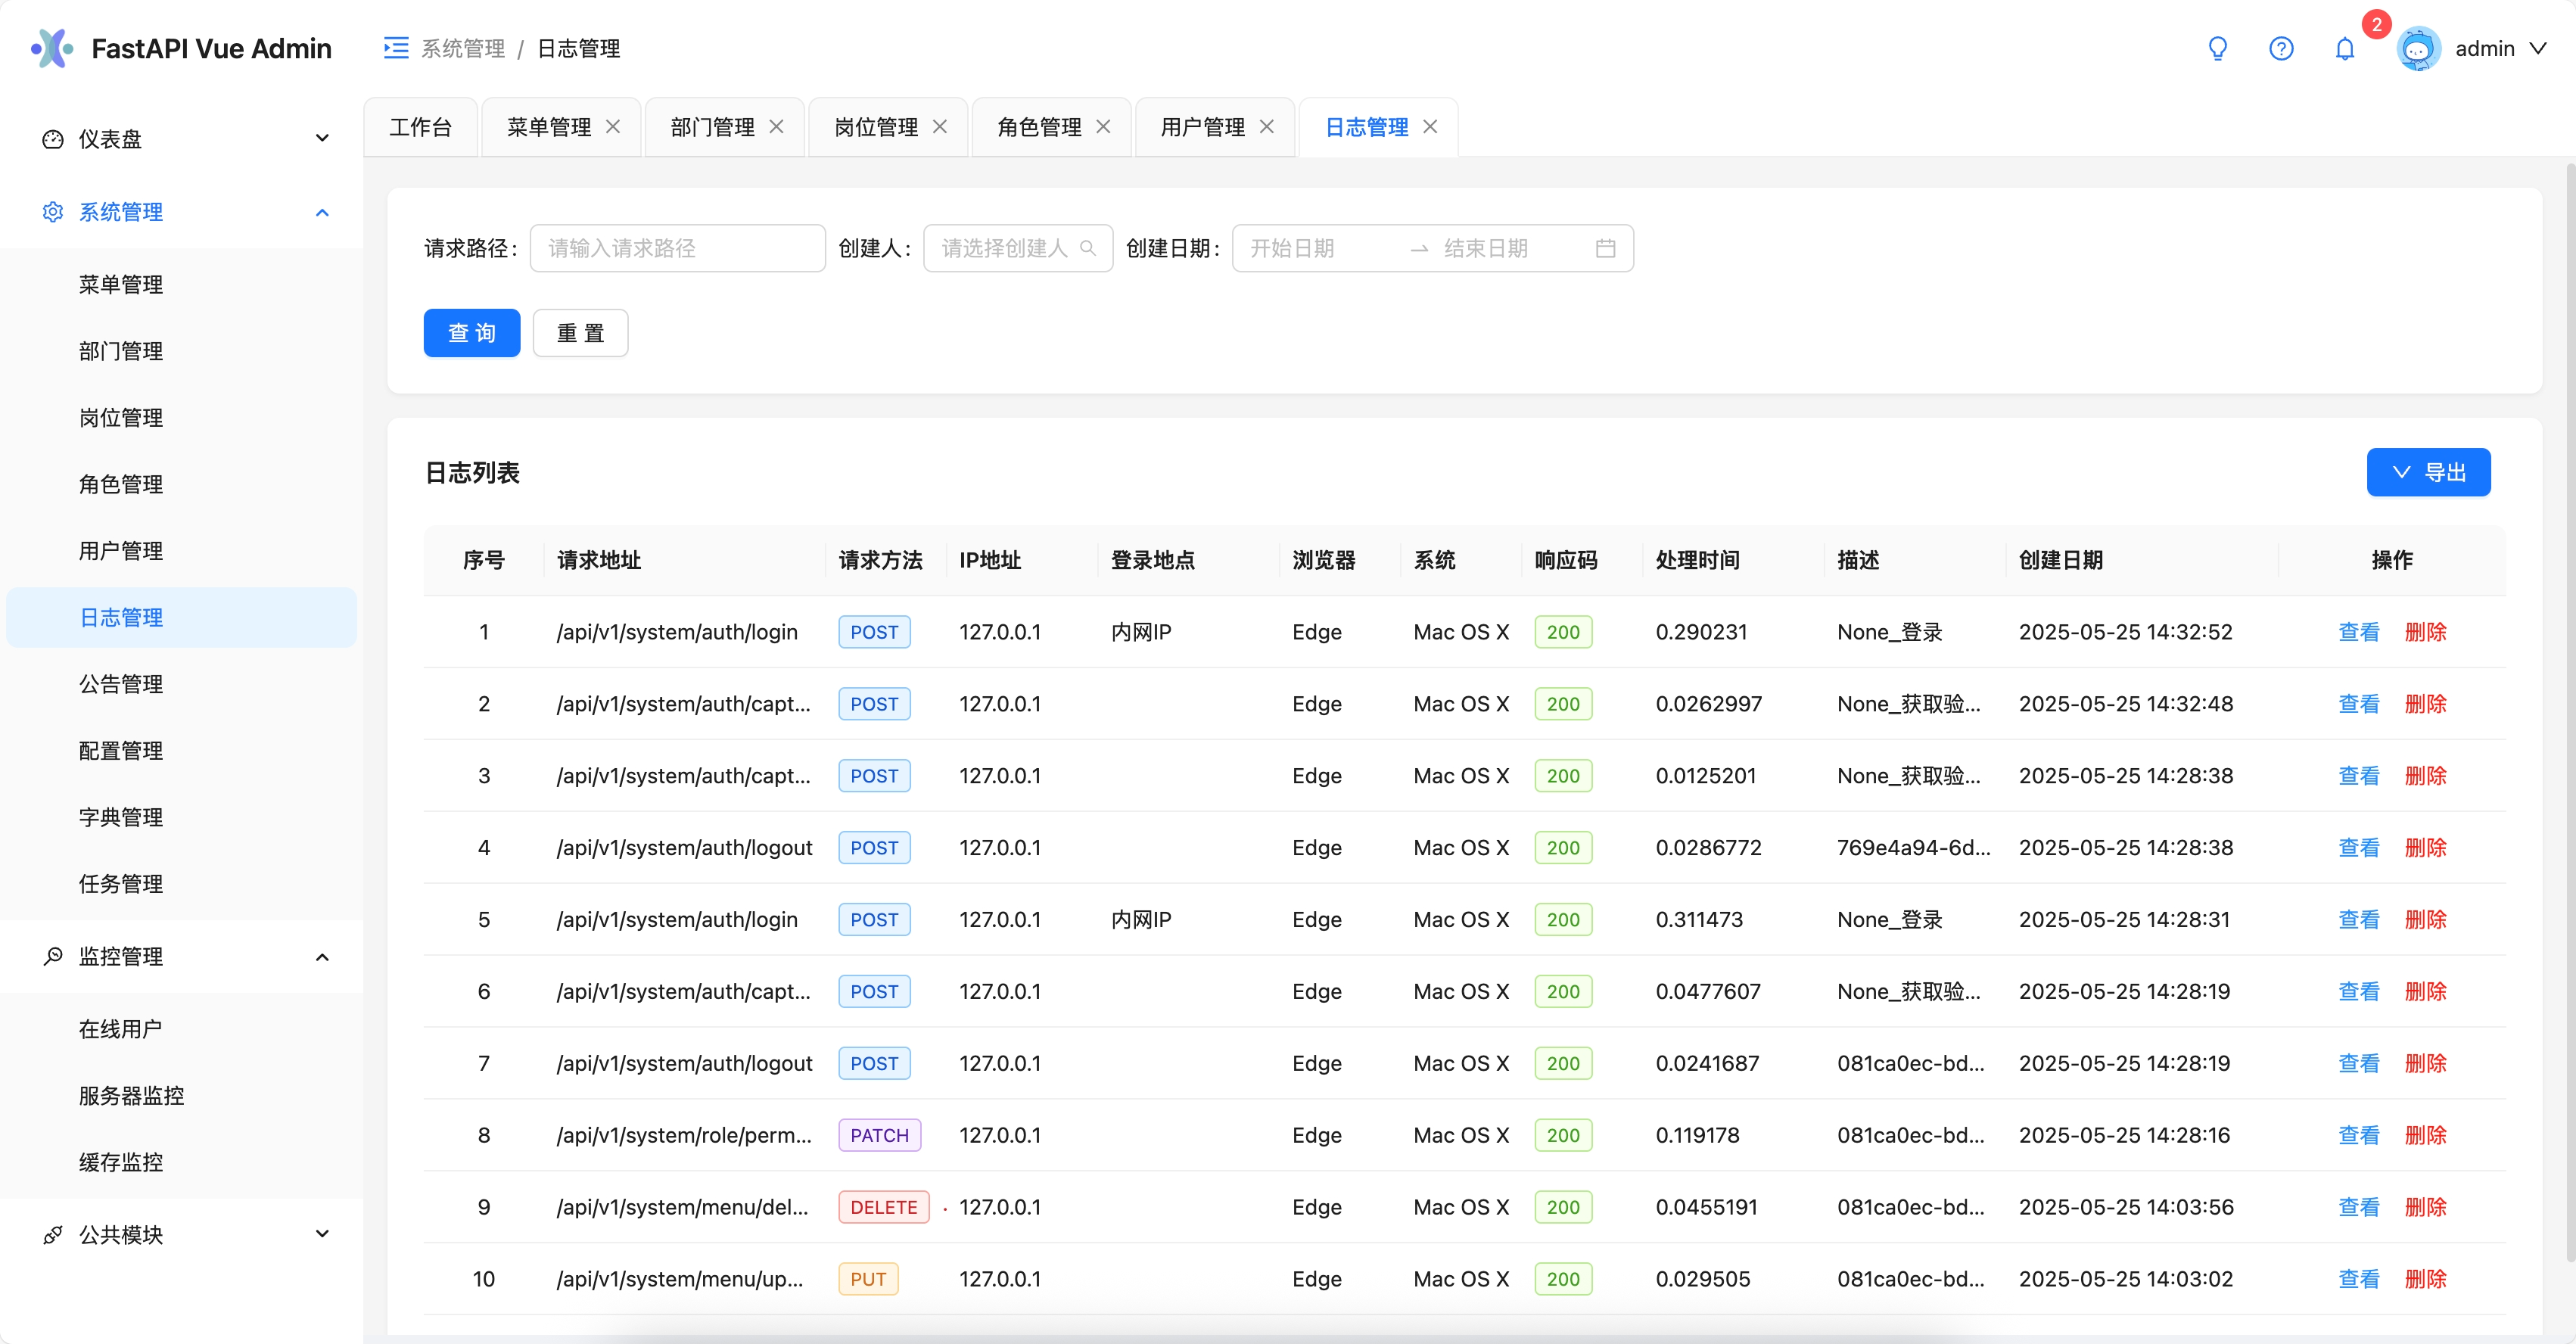 FastAPI Vue Admin
系统管理 / 日志管理
2
admin
仪表盘
系统管理
菜单管理
部门管理
岗位管理
角色管理
用户管理
日志管理
公告管理
配置管理
字典管理
任务管理
监控管理
在线用户
服务器监控
缓存监控
公共模块
工作台 菜单管理 部门管理 岗位管理 角色管理 用户管理 日志管理
请求路径: 请输入请求路径 创建人: 请选择创建人 创建日期: 开始日期 → 结束日期
查 询 重 置
日志列表 导出
序号 请求地址 请求方法 IP地址 登录地点 浏览器 系统 响应码 处理时间 描述 创建日期 操作
1 /api/v1/system/auth/login POST 127.0.0.1 内网IP Edge Mac OS X 200 0.290231 None_登录 2025-05-25 14:32:52 查看 删除
2 /api/v1/system/auth/capt... POST 127.0.0.1 Edge Mac OS X 200 0.0262997 None_获取验... 2025-05-25 14:32:48 查看 删除
3 /api/v1/system/auth/capt... POST 127.0.0.1 Edge Mac OS X 200 0.0125201 None_获取验... 2025-05-25 14:28:38 查看 删除
4 /api/v1/system/auth/logout POST 127.0.0.1 Edge Mac OS X 200 0.0286772 769e4a94-6d... 2025-05-25 14:28:38 查看 删除
5 /api/v1/system/auth/login POST 127.0.0.1 内网IP Edge Mac OS X 200 0.311473 None_登录 2025-05-25 14:28:31 查看 删除
6 /api/v1/system/auth/capt... POST 127.0.0.1 Edge Mac OS X 200 0.0477607 None_获取验... 2025-05-25 14:28:19 查看 删除
7 /api/v1/system/auth/logout POST 127.0.0.1 Edge Mac OS X 200 0.0241687 081ca0ec-bd... 2025-05-25 14:28:19 查看 删除
8 /api/v1/system/role/perm... PATCH 127.0.0.1 Edge Mac OS X 200 0.119178 081ca0ec-bd... 2025-05-25 14:28:16 查看 删除
9 /api/v1/system/menu/del... DELETE 127.0.0.1 Edge Mac OS X 200 0.0455191 081ca0ec-bd... 2025-05-25 14:03:56 查看 删除
10 /api/v1/system/menu/up... PUT 127.0.0.1 Edge Mac OS X 200 0.029505 081ca0ec-bd... 2025-05-25 14:03:02 查看 删除